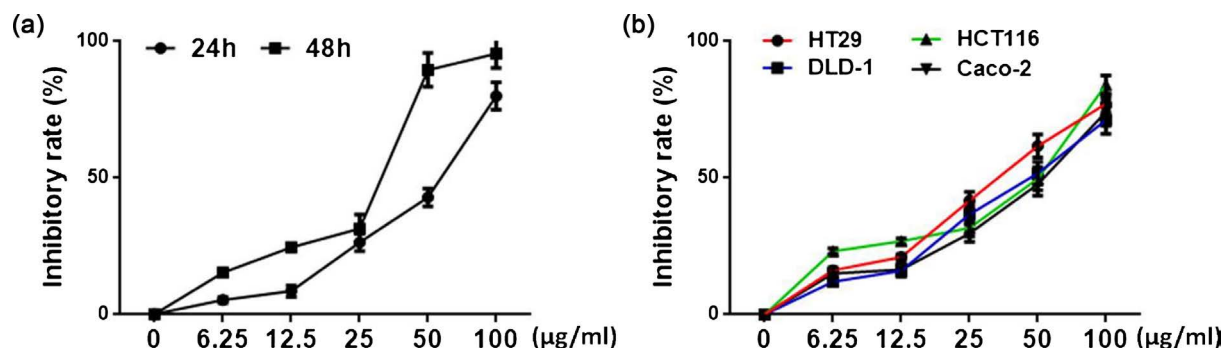 (a)
24h 48h
Inhibitory rate (%)
100
50
0
0 6.25 12.5 25 50 100 (μg/ml)
(b)
HT29 HCT116
DLD-1 Caco-2
Inhibitory rate (%)
100
50
0
0 6.25 12.5 25 50 100 (μg/ml)